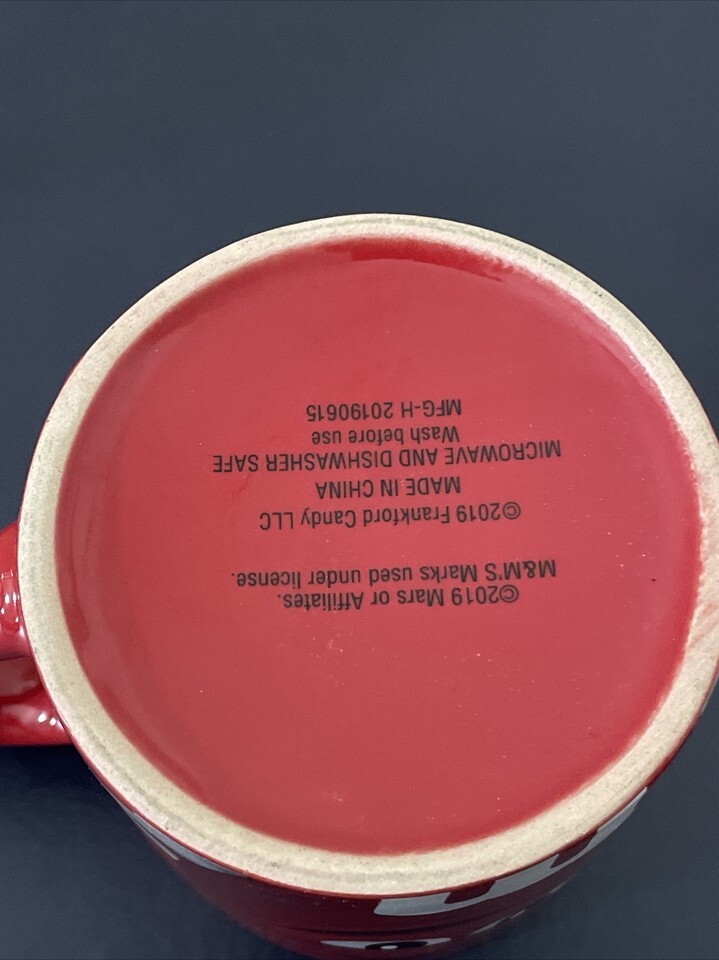 ©2019 Mars or Affiliates.
M&M'S Marks used under license.
©2019 Frankford Candy LLC
MADE IN CHINA
MICROWAVE AND DISHWASHER SAFE
Wash before use
MFG-H 20190615